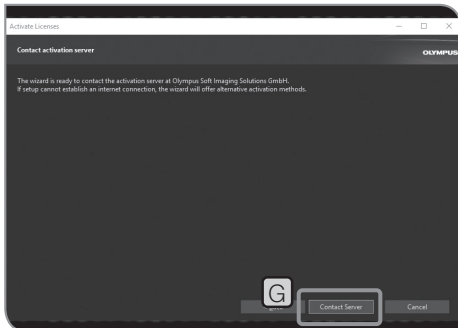 Activate Licenses
Contact activation server
OLYMPUS
The wizard is ready to contact the activation server at Olympus Soft Imaging Solutions GmbH.
If setup cannot establish an internet connection, the wizard will offer alternative activation methods.
G
Contact Server
Cancel